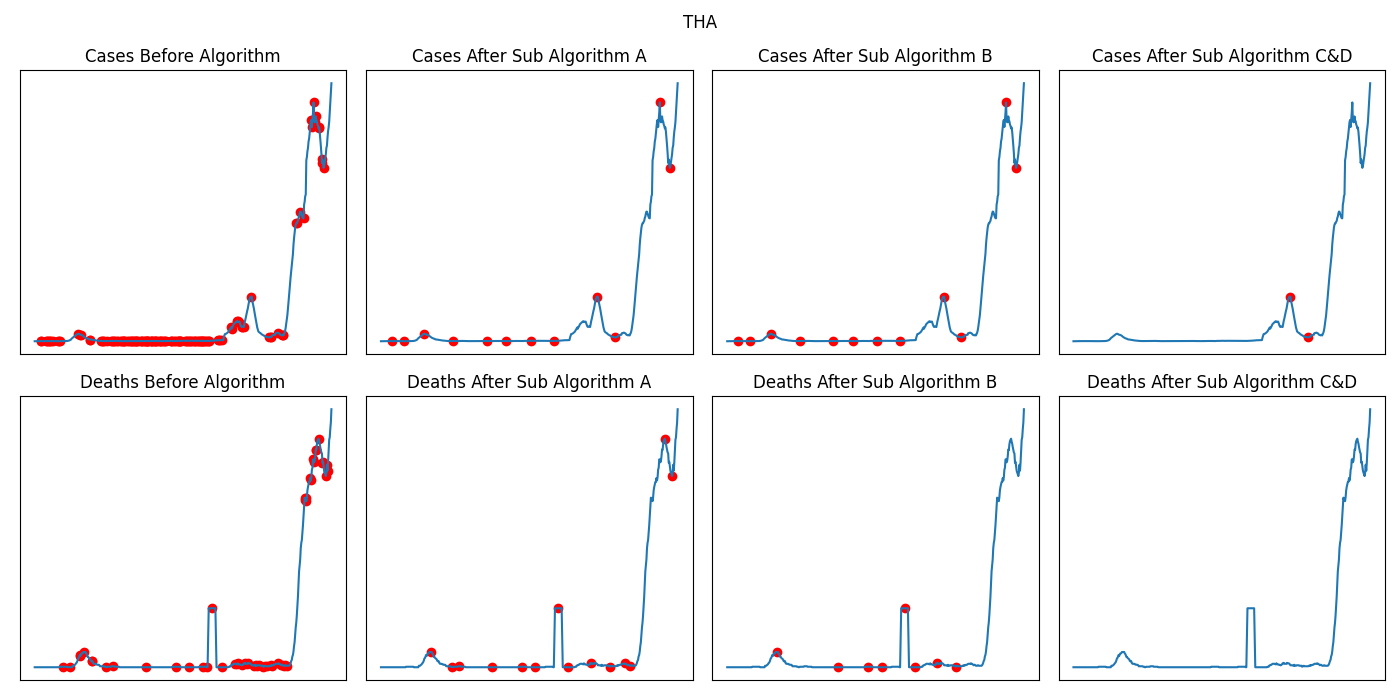 THA
Cases Before Algorithm
Cases After Sub Algorithm A
Cases After Sub Algorithm B
Cases After Sub Algorithm C&D
Deaths Before Algorithm
Deaths After Sub Algorithm A
Deaths After Sub Algorithm B
Deaths After Sub Algorithm C&D